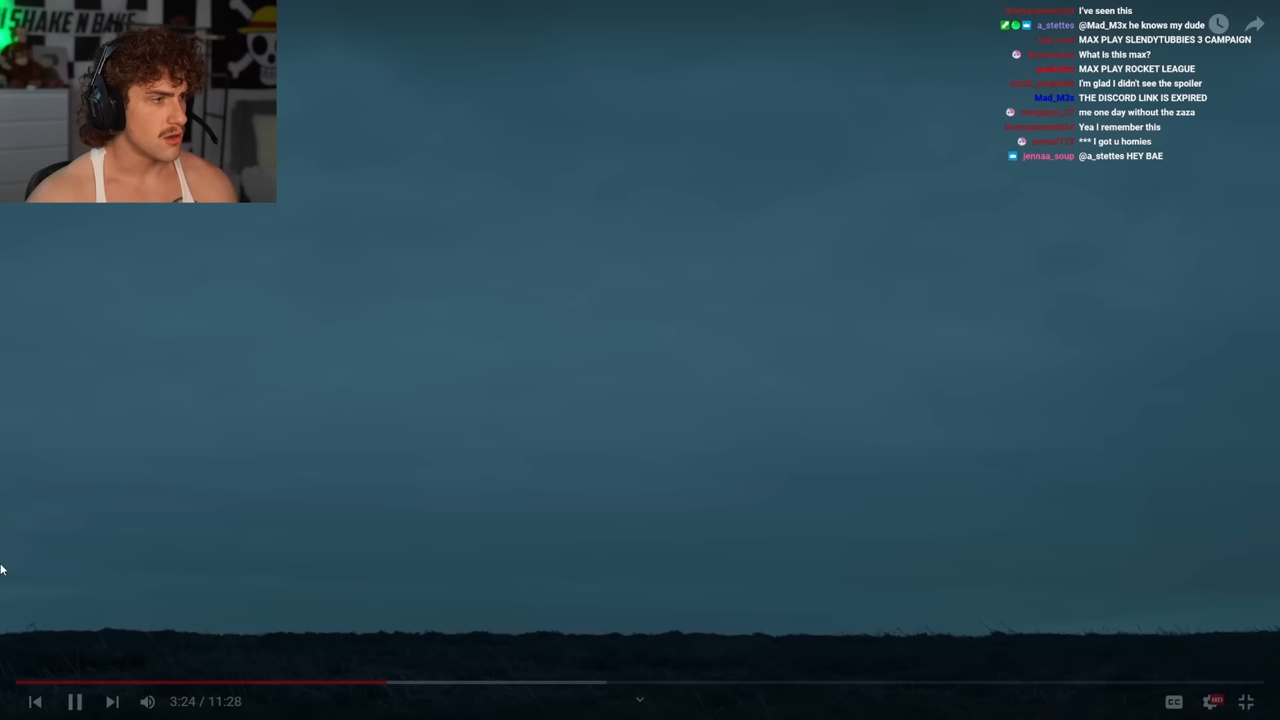 I SHAKE N BAKE
I've seen this
a_stettes @Mad_M3x he knows my dude
MAX PLAY SLENDYTUBBIES 3 CAMPAIGN
What is this max?
MAX PLAY ROCKET LEAGUE
I'm glad I didn't see the spoiler
Mad_M3x THE DISCORD LINK IS EXPIRED
me one day without the zaza
Yea I remember this
*** I got u homies
jennaa_soup @a_stettes HEY BAE
3:24 / 11:28
CC
HD